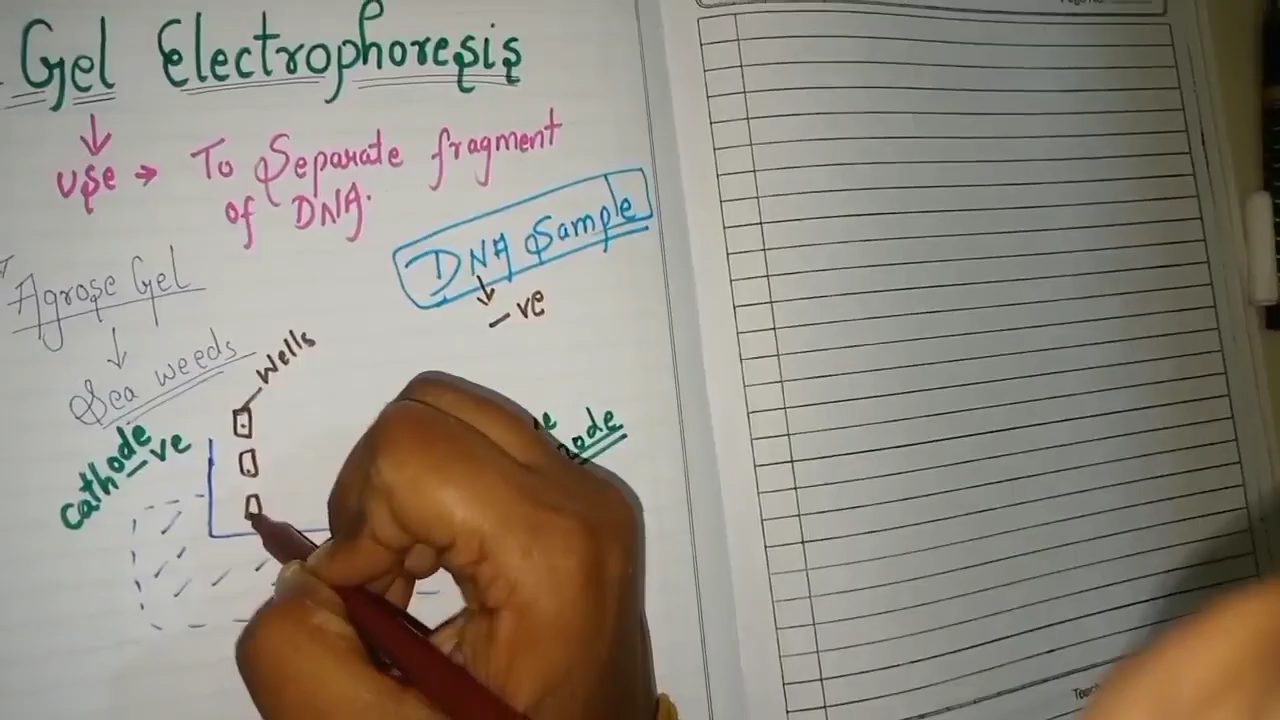 Gel Electrophoresis
Use → To Separate fragment
of DNA.
DNA Sample
-ve
Agrose Gel
Sea weeds
Wells
cathode
-ve